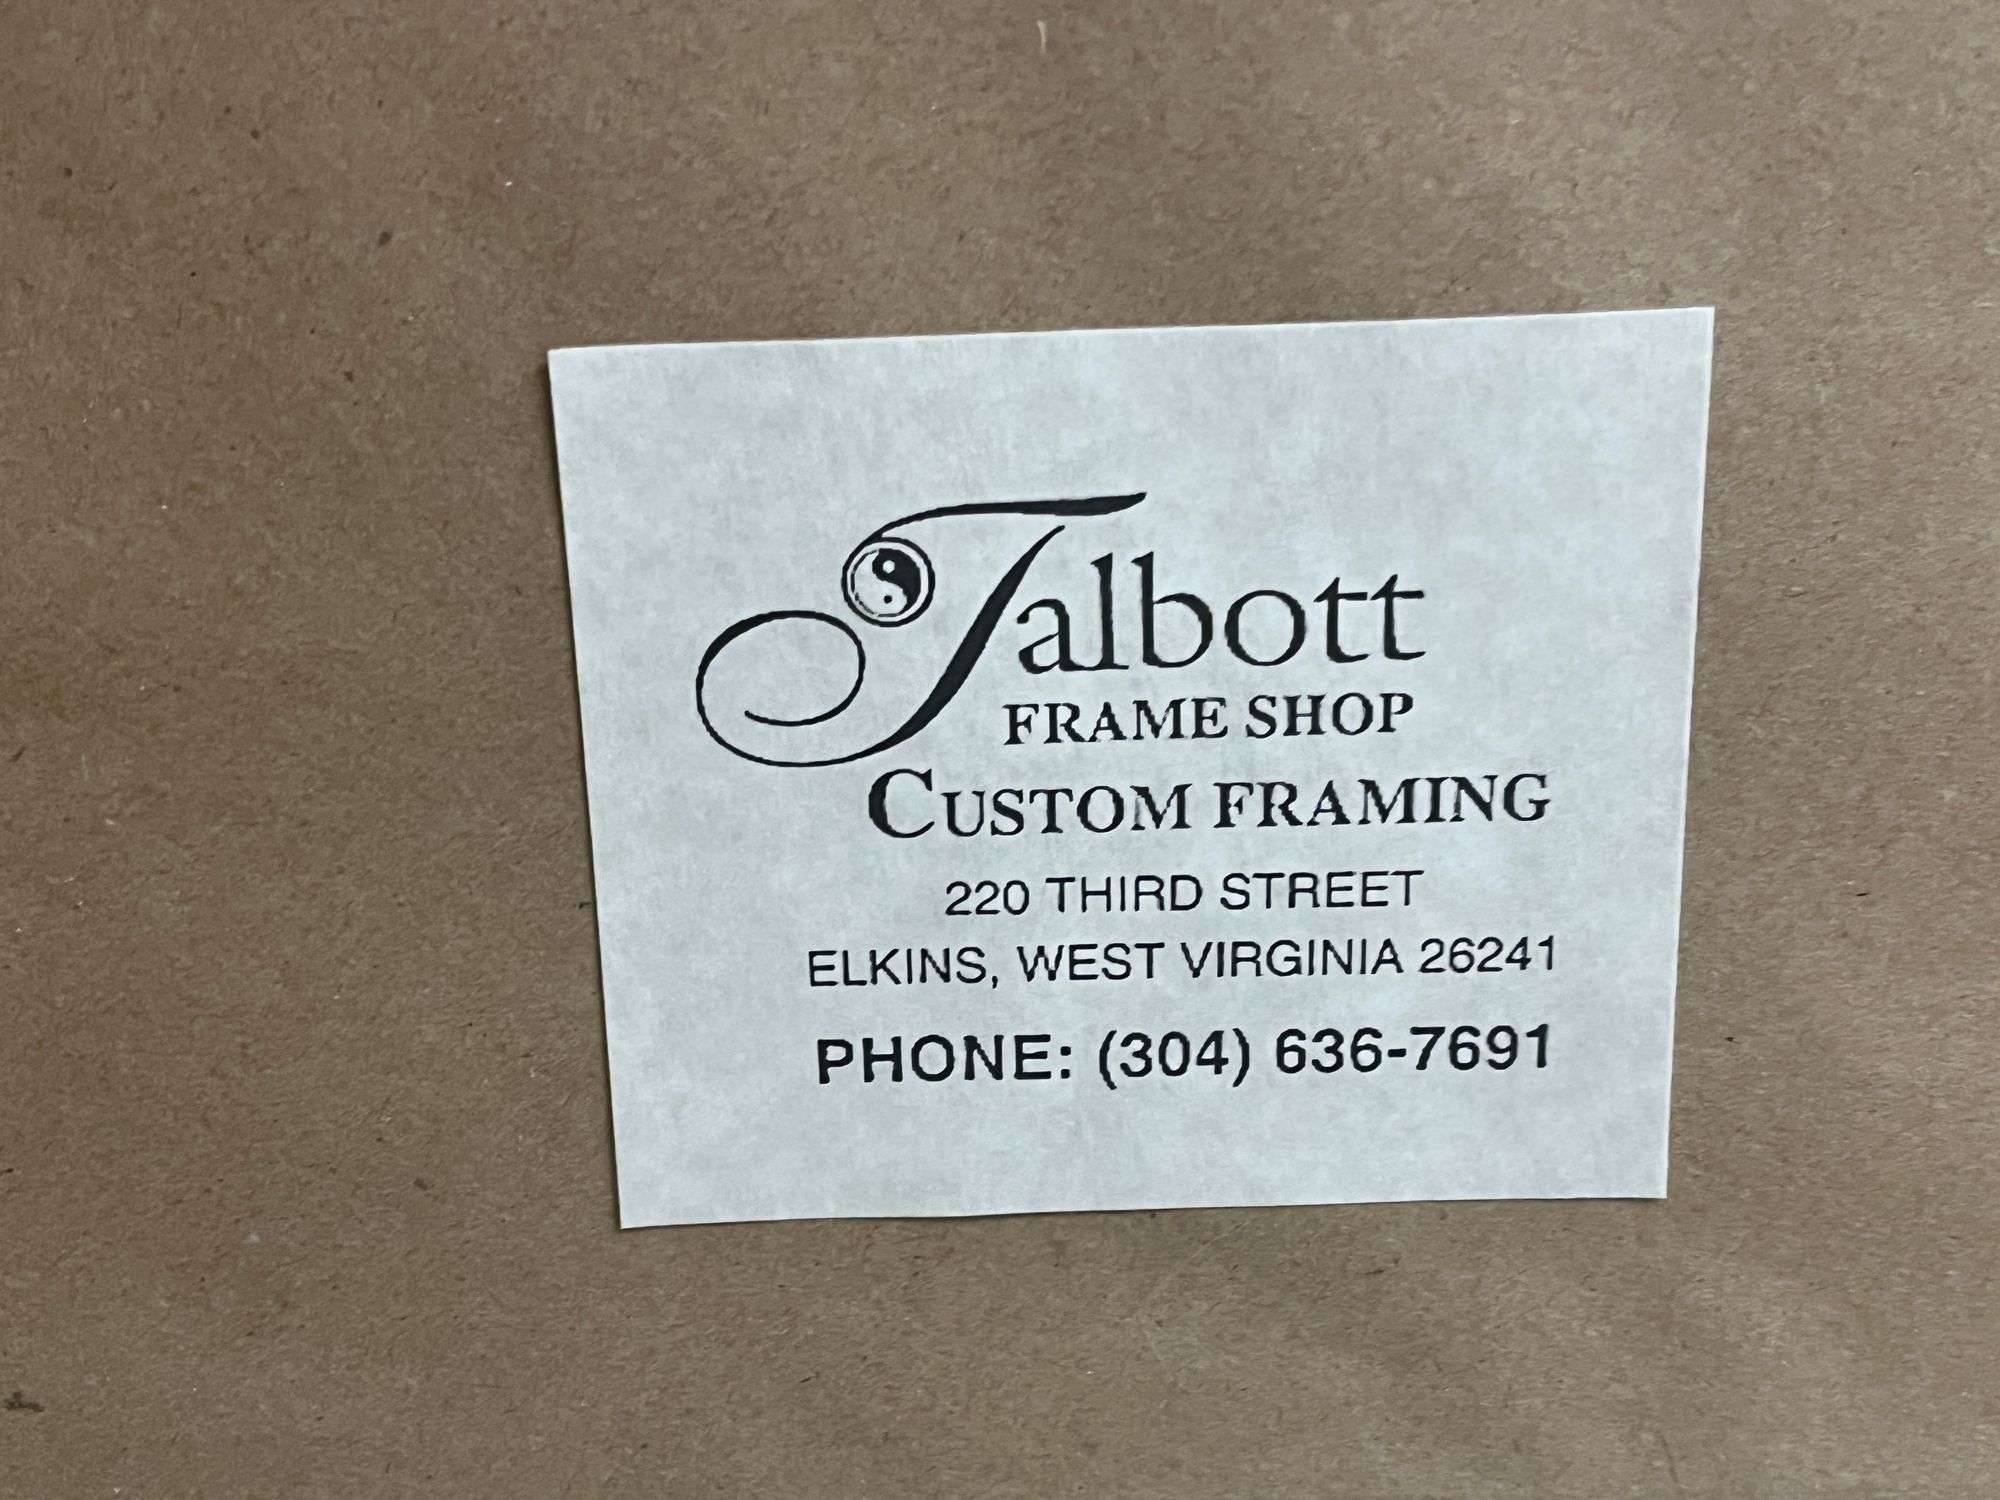 Talbott
FRAME SHOP
CUSTOM FRAMING
220 THIRD STREET
ELKINS, WEST VIRGINIA 26241
PHONE: (304) 636-7691